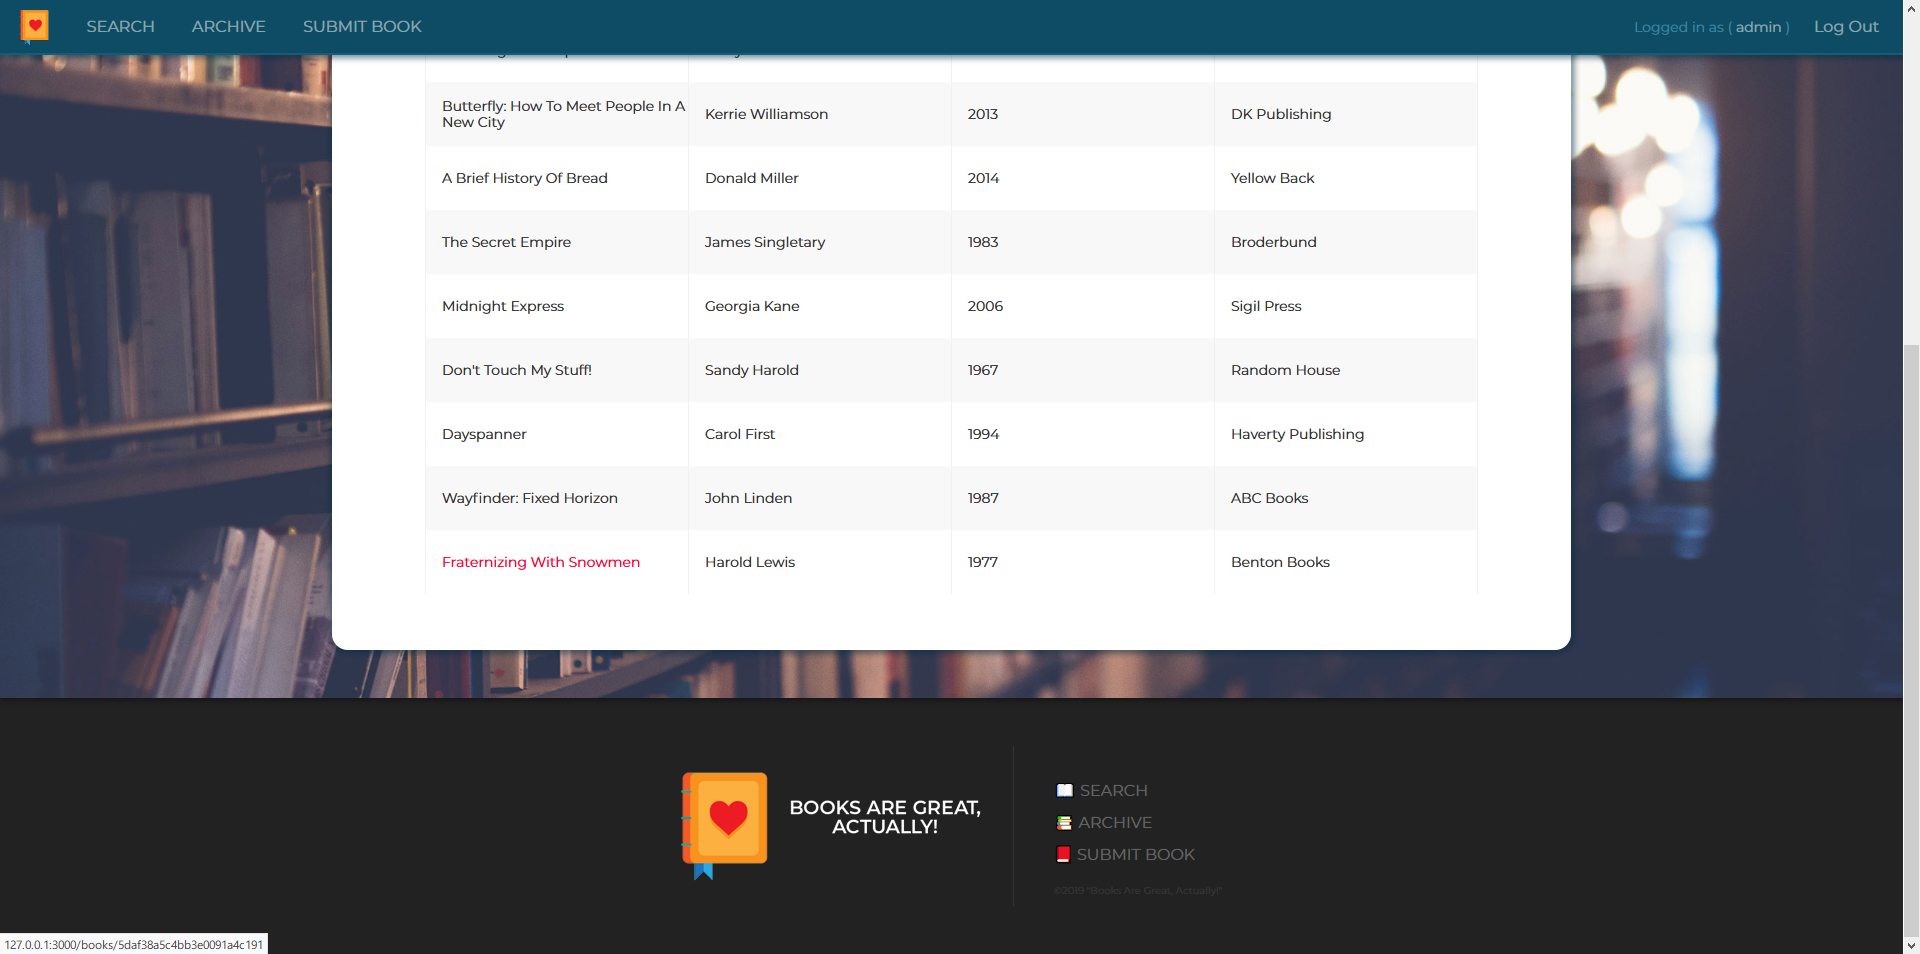 SEARCH ARCHIVE SUBMIT BOOK Logged in as ( admin ) Log Out
Butterfly: How To Meet People In A
New City Kerrie Williamson 2013 DK Publishing
A Brief History Of Bread Donald Miller 2014 Yellow Back
The Secret Empire James Singletary 1983 Broderbund
Midnight Express Georgia Kane 2006 Sigil Press
Don't Touch My Stuff! Sandy Harold 1967 Random House
Dayspanner Carol First 1994 Haverty Publishing
Wayfinder: Fixed Horizon John Linden 1987 ABC Books
Fraternizing With Snowmen Harold Lewis 1977 Benton Books
BOOKS ARE GREAT,
ACTUALLY!
SEARCH
ARCHIVE
SUBMIT BOOK
©2019 "Books Are Great, Actually!"
127.0.0.1:3000/books/5daf38a5c4bb3e0091a4c191